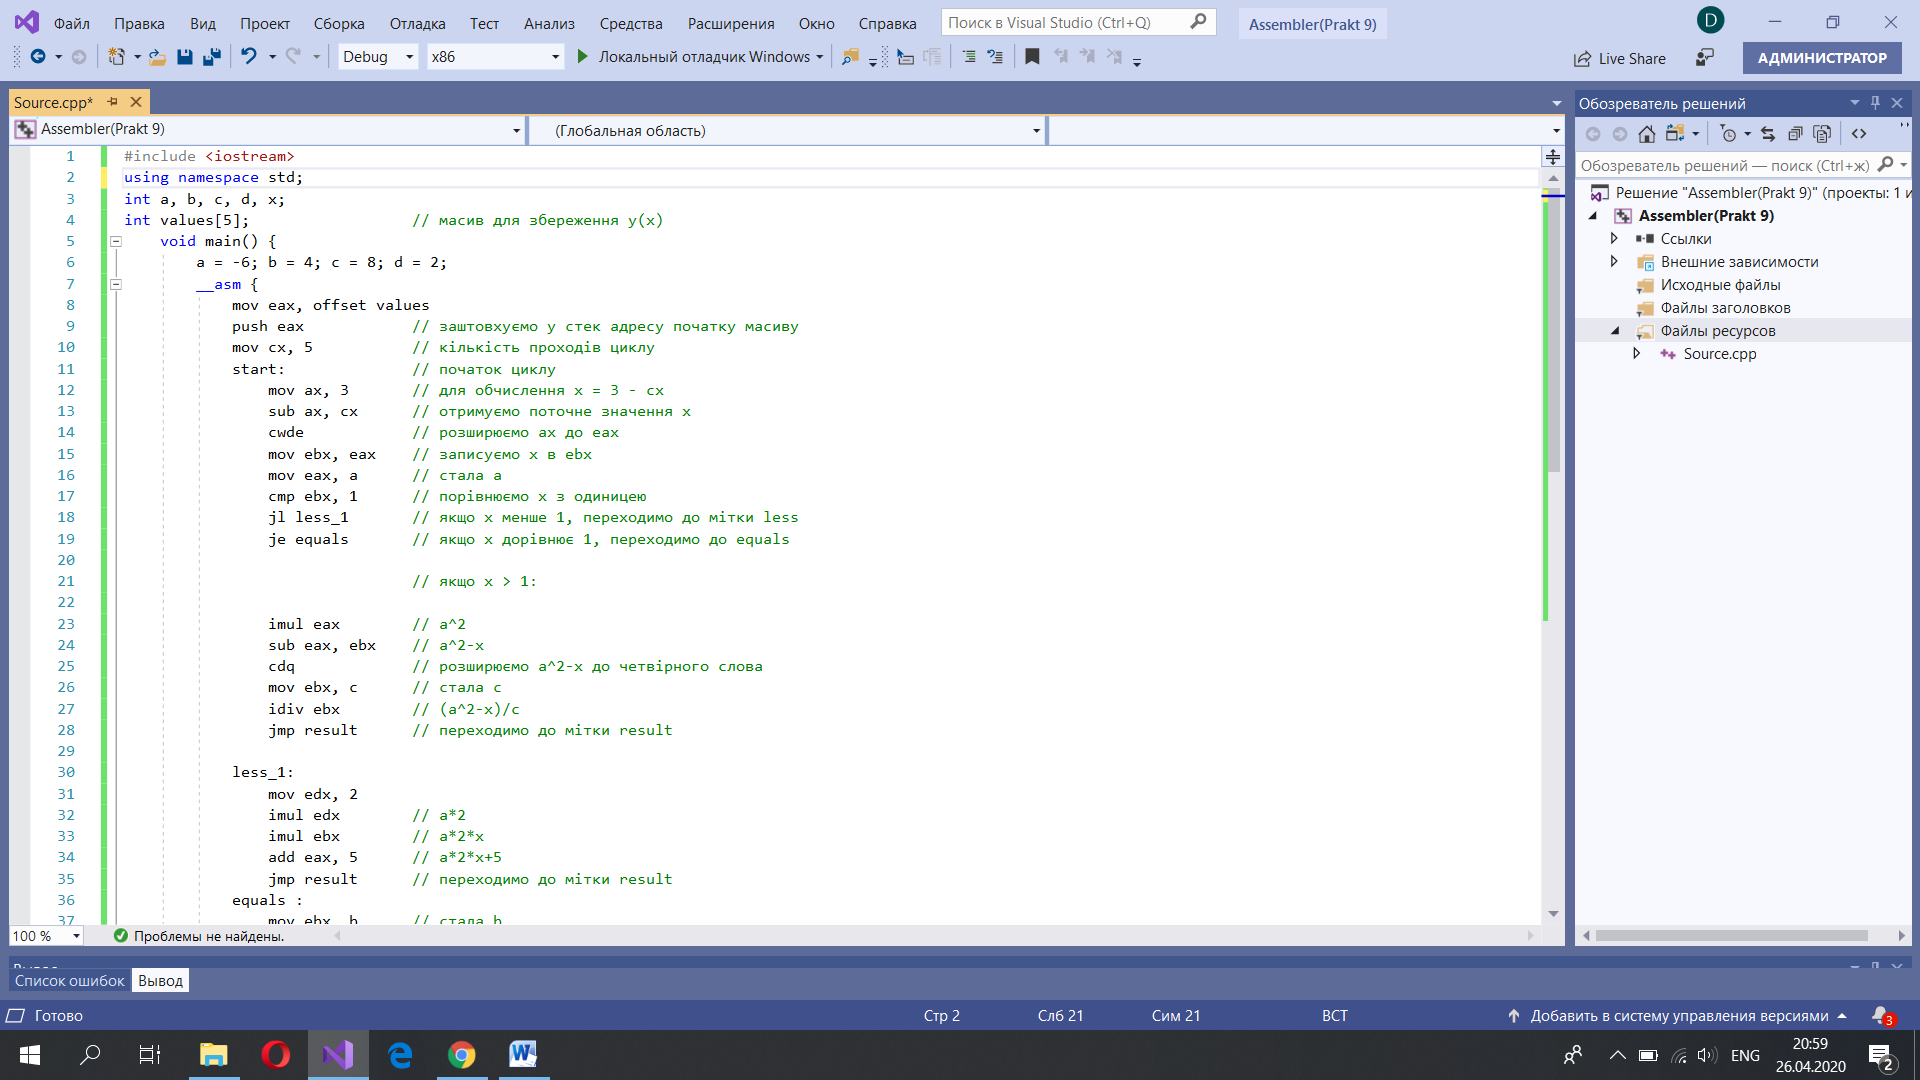 Файл Правка Вид Проект Сборка Отладка Тест Анализ Средства Расширения Окно Справка Поиск в Visual Studio (Ctrl+Q) Assembler(Prakt 9) D
Debug x86 Локальный отладчик Windows Live Share АДМИНИСТРАТОР
Source.cpp*
Assembler(Prakt 9) (Глобальная область)
1 #include <iostream>
2 using namespace std;
3 int a, b, c, d, x;
4 int values[5]; // масив для збереження y(x)
5 void main() {
6 a = -6; b = 4; c = 8; d = 2;
7 __asm {
8 mov eax, offset values
9 push eax // заштовхуємо у стек адресу початку масиву
10 mov cx, 5 // кількість проходів циклу
11 start: // початок циклу
12 mov ax, 3 // для обчислення x = 3 - cx
13 sub ax, cx // отримуємо поточне значення x
14 cwde // розширюємо ax до eax
15 mov ebx, eax // записуємо x в ebx
16 mov eax, a // стала a
17 cmp ebx, 1 // порівнюємо x з одиницею
18 jl less_1 // якщо x менше 1, переходимо до мітки less
19 je equals // якщо x дорівнює 1, переходимо до equals
20
21 // якщо x > 1:
22
23 imul eax // a^2
24 sub eax, ebx // a^2-x
25 cdq // розширюємо a^2-x до четвірного слова
26 mov ebx, c // стала c
27 idiv ebx // (a^2-x)/c
28 jmp result // переходимо до мітки result
29
30 less_1:
31 mov edx, 2
32 imul edx // a*2
33 imul ebx // a*2*x
34 add eax, 5 // a*2*x+5
35 jmp result // переходимо до мітки result
36 equals :
37 mov ebx, b // стала b
100 % Проблемы не найдены.
Обозреватель решений
Обозреватель решений — поиск (Ctrl+ж)
Решение "Assembler(Prakt 9)" (проекты: 1 и
Assembler(Prakt 9)
Ссылки
Внешние зависимости
Исходные файлы
Файлы заголовков
Файлы ресурсов
Source.cpp
Вывод
Список ошибок Вывод
Готово Стр 2 Слб 21 Сим 21 ВСТ Добавить в систему управления версиями 3
ENG 20:59
26.04.2020 2